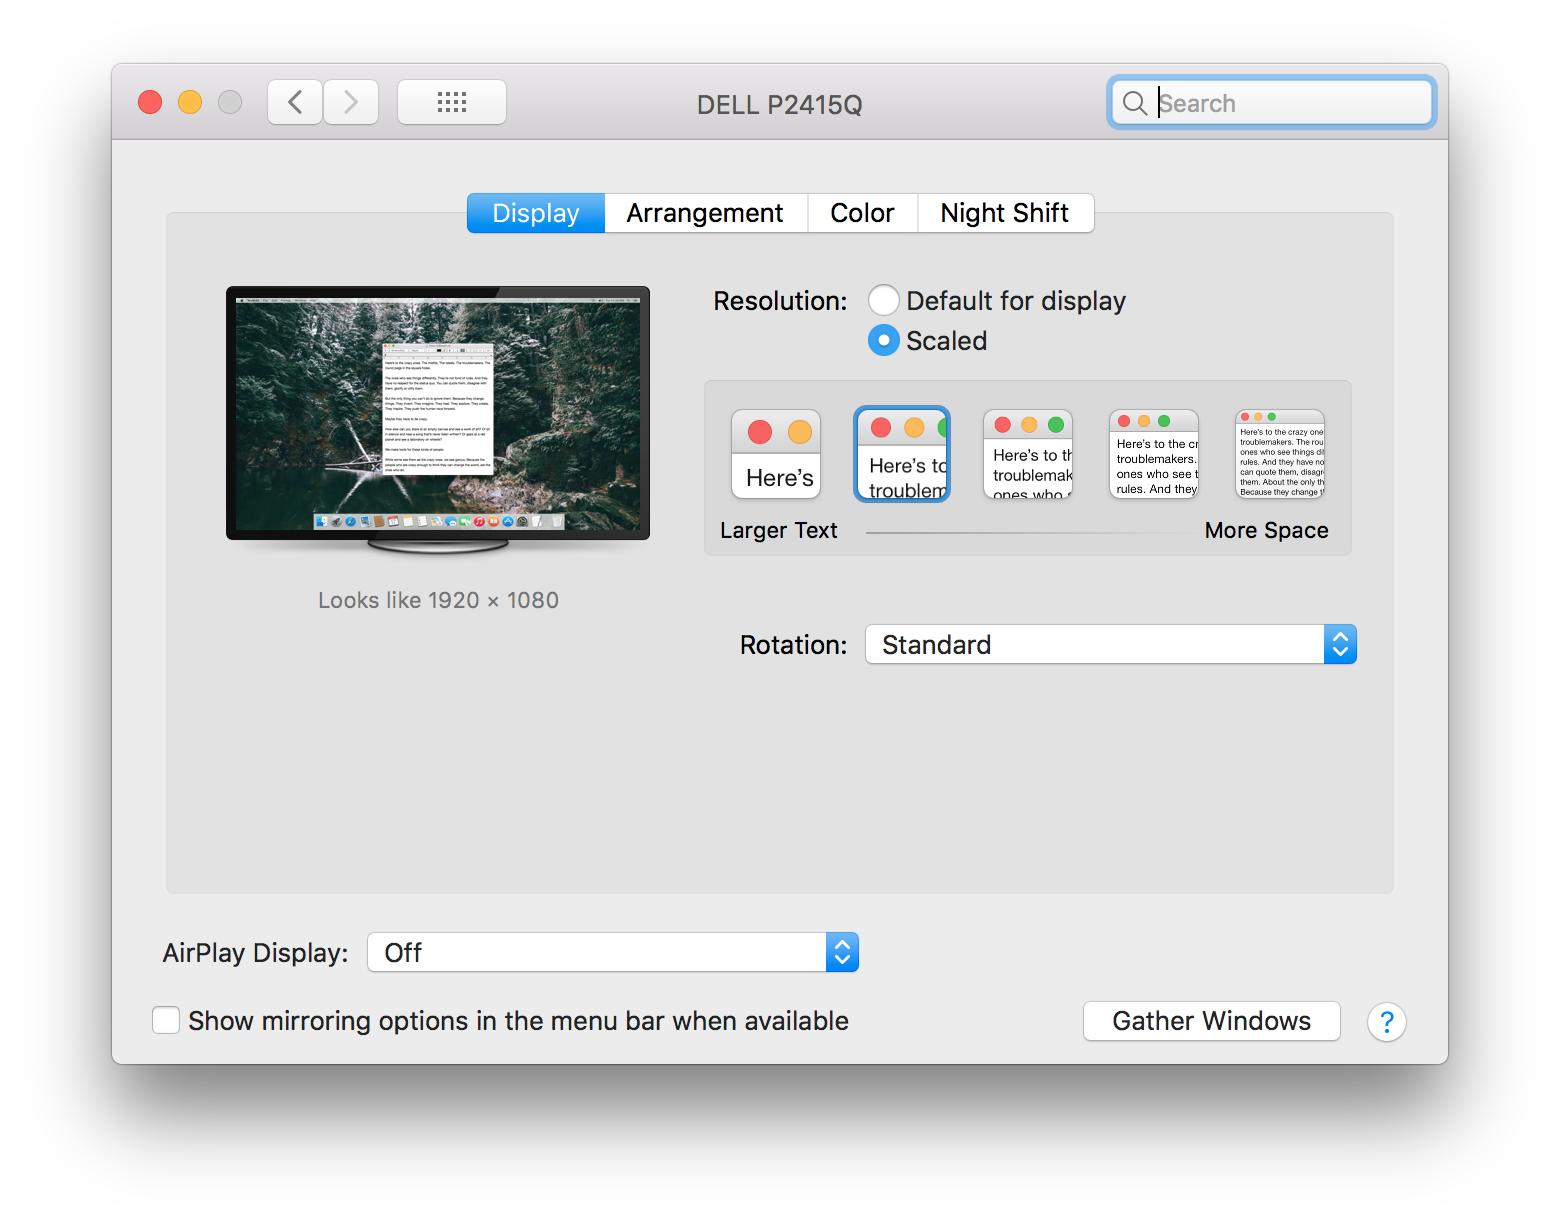 DELL P2415Q
Search
Display
Arrangement
Color
Night Shift
Resolution:
Default for display
Scaled
Here's
Here's to
troublem
Here's to th
troublemak
ones who
Here's to the cr
troublemakers.
ones who see t
rules. And they
Here's to the crazy one
troublemakers. The rou
ones who see things dif
rules. And they have no
can quote them, disagr
them. About the only th
Because they change t
Larger Text
More Space
Looks like 1920 × 1080
Rotation:
Standard
AirPlay Display:
Off
Show mirroring options in the menu bar when available
Gather Windows
?